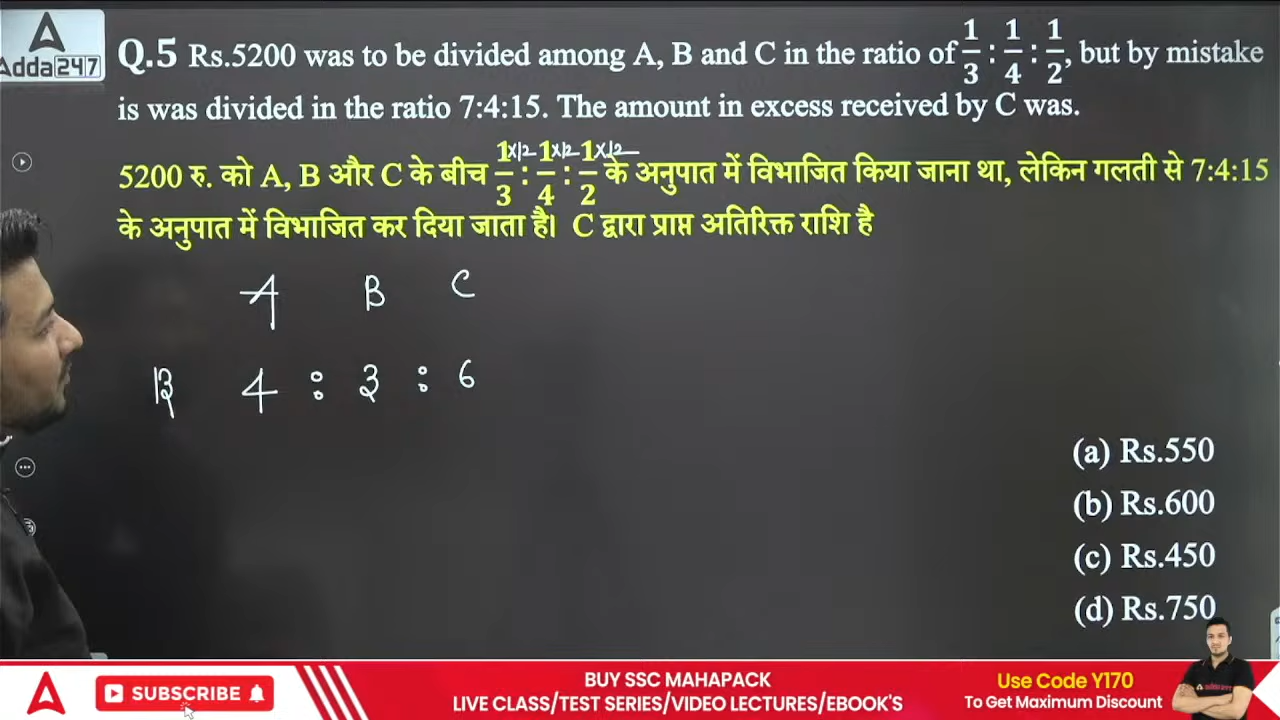 Adda247
Q.5 Rs.5200 was to be divided among A, B and C in the ratio of 1/3 : 1/4 : 1/2, but by mistake
is was divided in the ratio 7:4:15. The amount in excess received by C was.
5200 रु. को A, B और C के बीच 1×12/3 : 1×12/4 : 1×12/2 के अनुपात में विभाजित किया जाना था, लेकिन गलती से 7:4:15
के अनुपात में विभाजित कर दिया जाता है। C द्वारा प्राप्त अतिरिक्त राशि है
A B C
13 4 : 3 : 6
(a) Rs.550
(b) Rs.600
(c) Rs.450
(d) Rs.750
SUBSCRIBE
BUY SSC MAHAPACK
LIVE CLASS/TEST SERIES/VIDEO LECTURES/EBOOK'S
Use Code Y170
To Get Maximum Discount